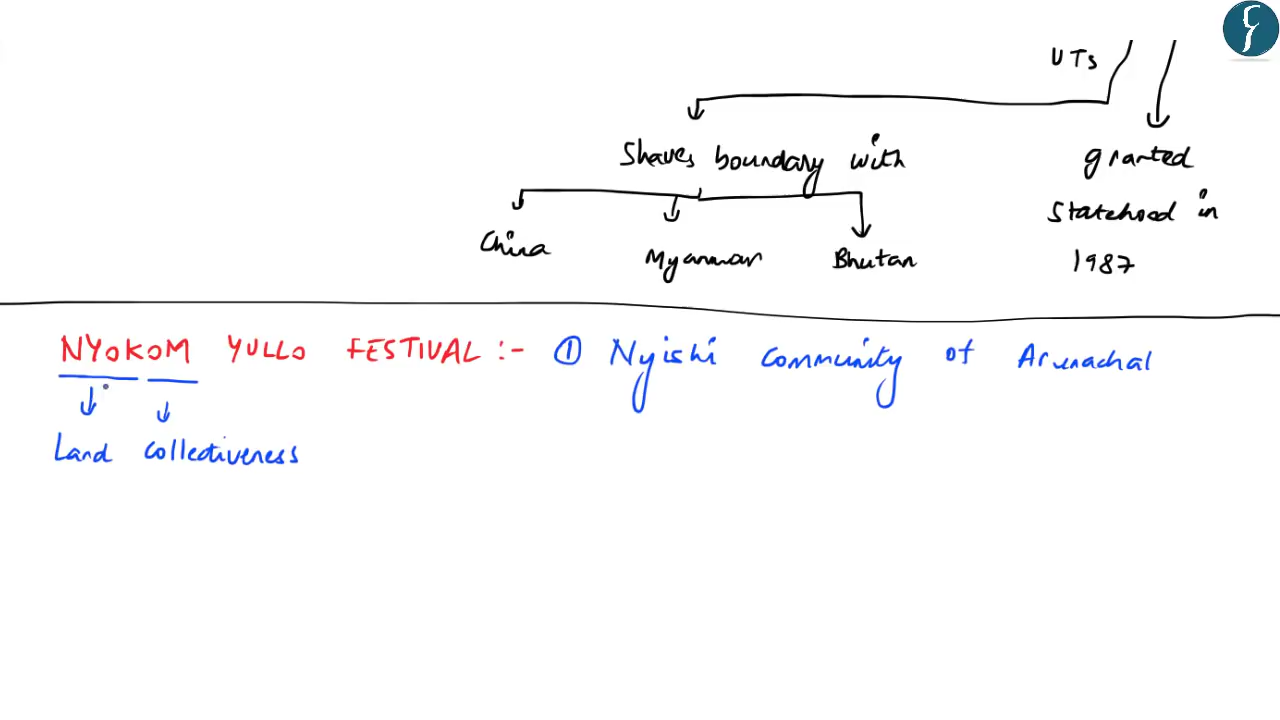 UTs
Shares boundary with
granted
Statehood in
1987
China Myanmar Bhutan
NYOKOM YULLO FESTIVAL :- ① Nyishi Community of Arunachal
Land Collectiveness